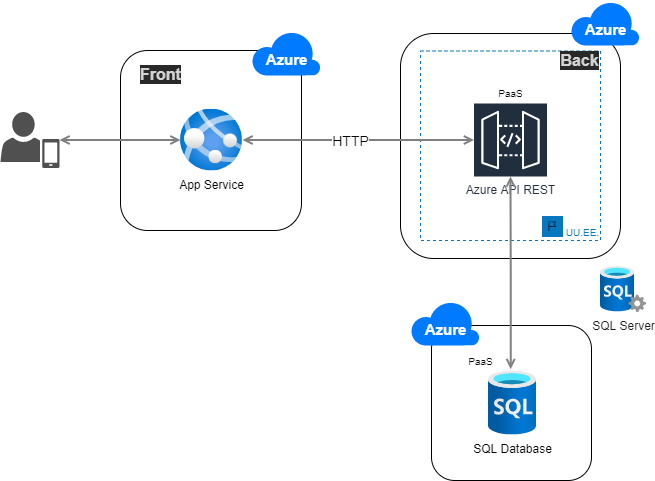 Azure
Azure
Front
Back
PaaS
HTTP
App Service
Azure API REST
UU.EE.
SQL
SQL Server
Azure
PaaS
SQL
SQL Database